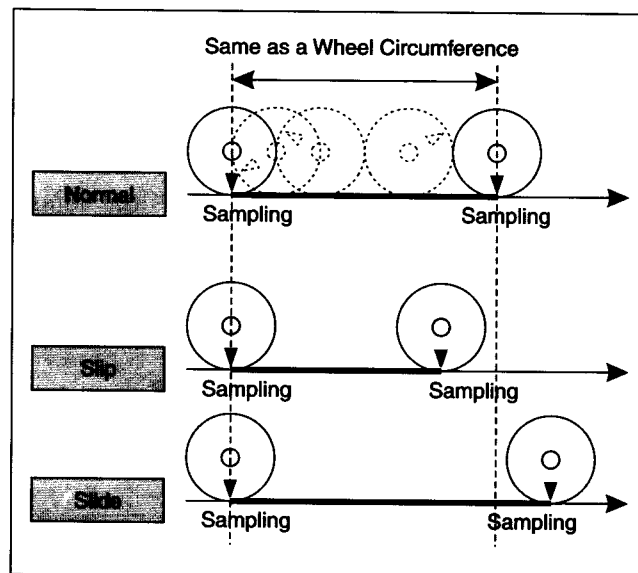 Same as a Wheel Circumference
Normal
Sampling
Sampling
Slip
Sampling
Sampling
Slide
Sampling
Sampling